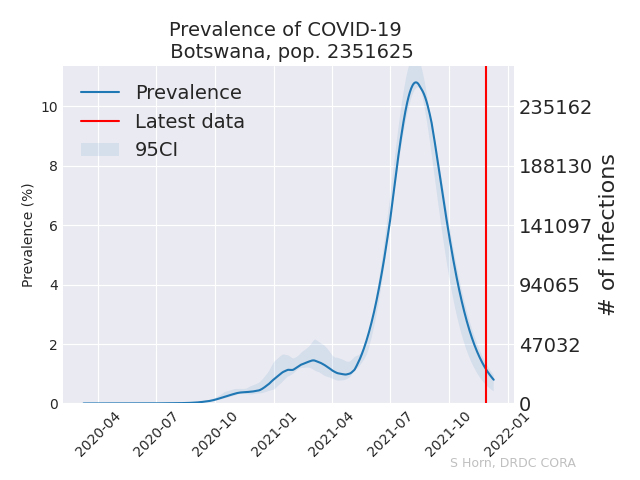 Prevalence of COVID-19
Botswana, pop. 2351625
Prevalence
Latest data
95CI
Prevalence (%)
10
8
6
4
2
0
235162
188130
141097
94065
47032
0
# of infections
2020-04
2020-07
2020-10
2021-01
2021-04
2021-07
2021-10
2022-01
S Horn, DRDC CORA